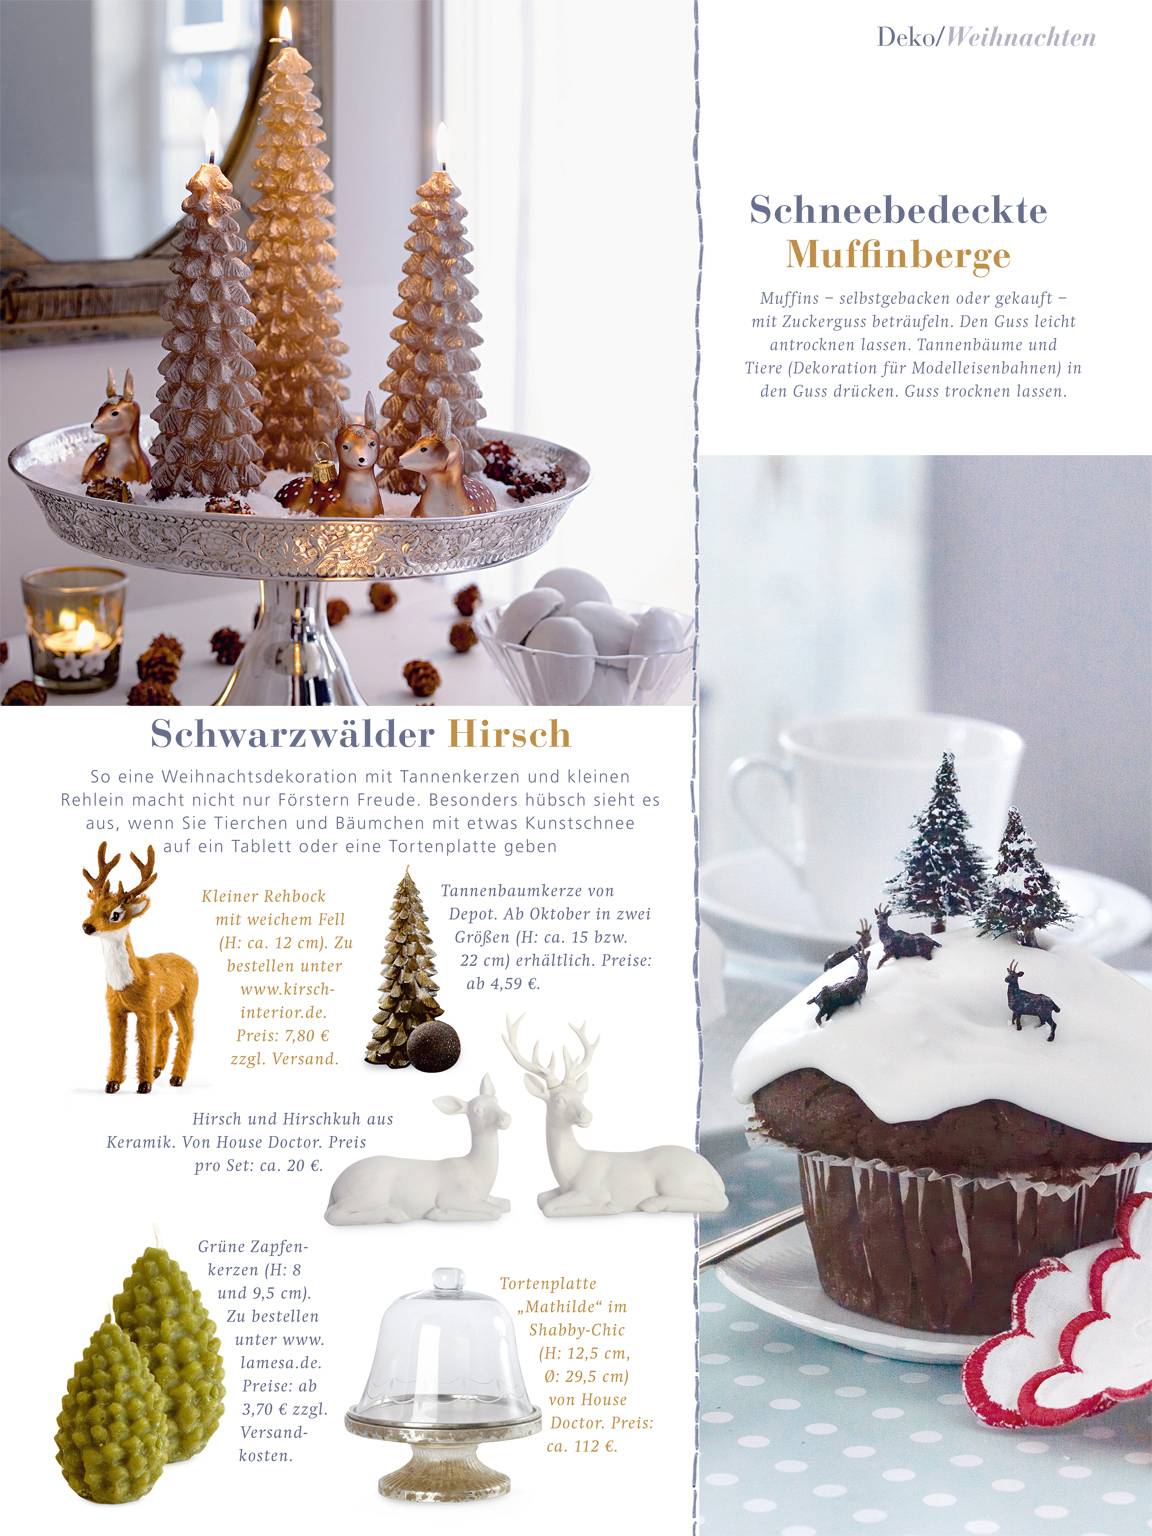 Deko/Weihnachten
Schneebedeckte
Muffinberge
Muffins – selbstgebacken oder gekauft –
mit Zuckerguss beträufeln. Den Guss leicht
antrocknen lassen. Tannenbäume und
Tiere (Dekoration für Modelleisenbahnen) in
den Guss drücken. Guss trocknen lassen.
Schwarzwälder Hirsch
So eine Weihnachtsdekoration mit Tannenkerzen und kleinen
Rehlein macht nicht nur Förstern Freude. Besonders hübsch sieht es
aus, wenn Sie Tierchen und Bäumchen mit etwas Kunstschnee
auf ein Tablett oder eine Tortenplatte geben
Kleiner Rehbock
mit weichem Fell
(H: ca. 12 cm). Zu
bestellen unter
www.kirsch-
interior.de.
Preis: 7,80 €
zzgl. Versand.
Tannenbaumkerze von
Depot. Ab Oktober in zwei
Größen (H: ca. 15 bzw.
22 cm) erhältlich. Preise:
ab 4,59 €.
Hirsch und Hirschkuh aus
Keramik. Von House Doctor. Preis
pro Set: ca. 20 €.
Grüne Zapfen-
kerzen (H: 8
und 9,5 cm).
Zu bestellen
unter www.
lamesa.de.
Preise: ab
3,70 € zzgl.
Versand-
kosten.
Tortenplatte
„Mathilde“ im
Shabby-Chic
(H: 12,5 cm,
Ø: 29,5 cm)
von House
Doctor. Preis:
ca. 112 €.